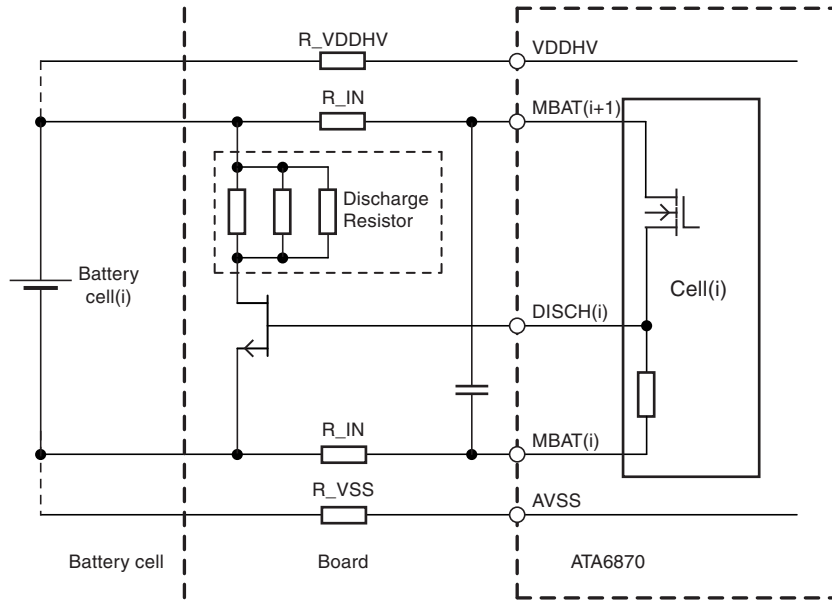 R_VDDHV
VDDHV
R_IN
MBAT(i+1)
Discharge
Resistor
Battery
cell(i)
Cell(i)
DISCH(i)
R_IN
MBAT(i)
R_VSS
AVSS
Battery cell
Board
ATA6870